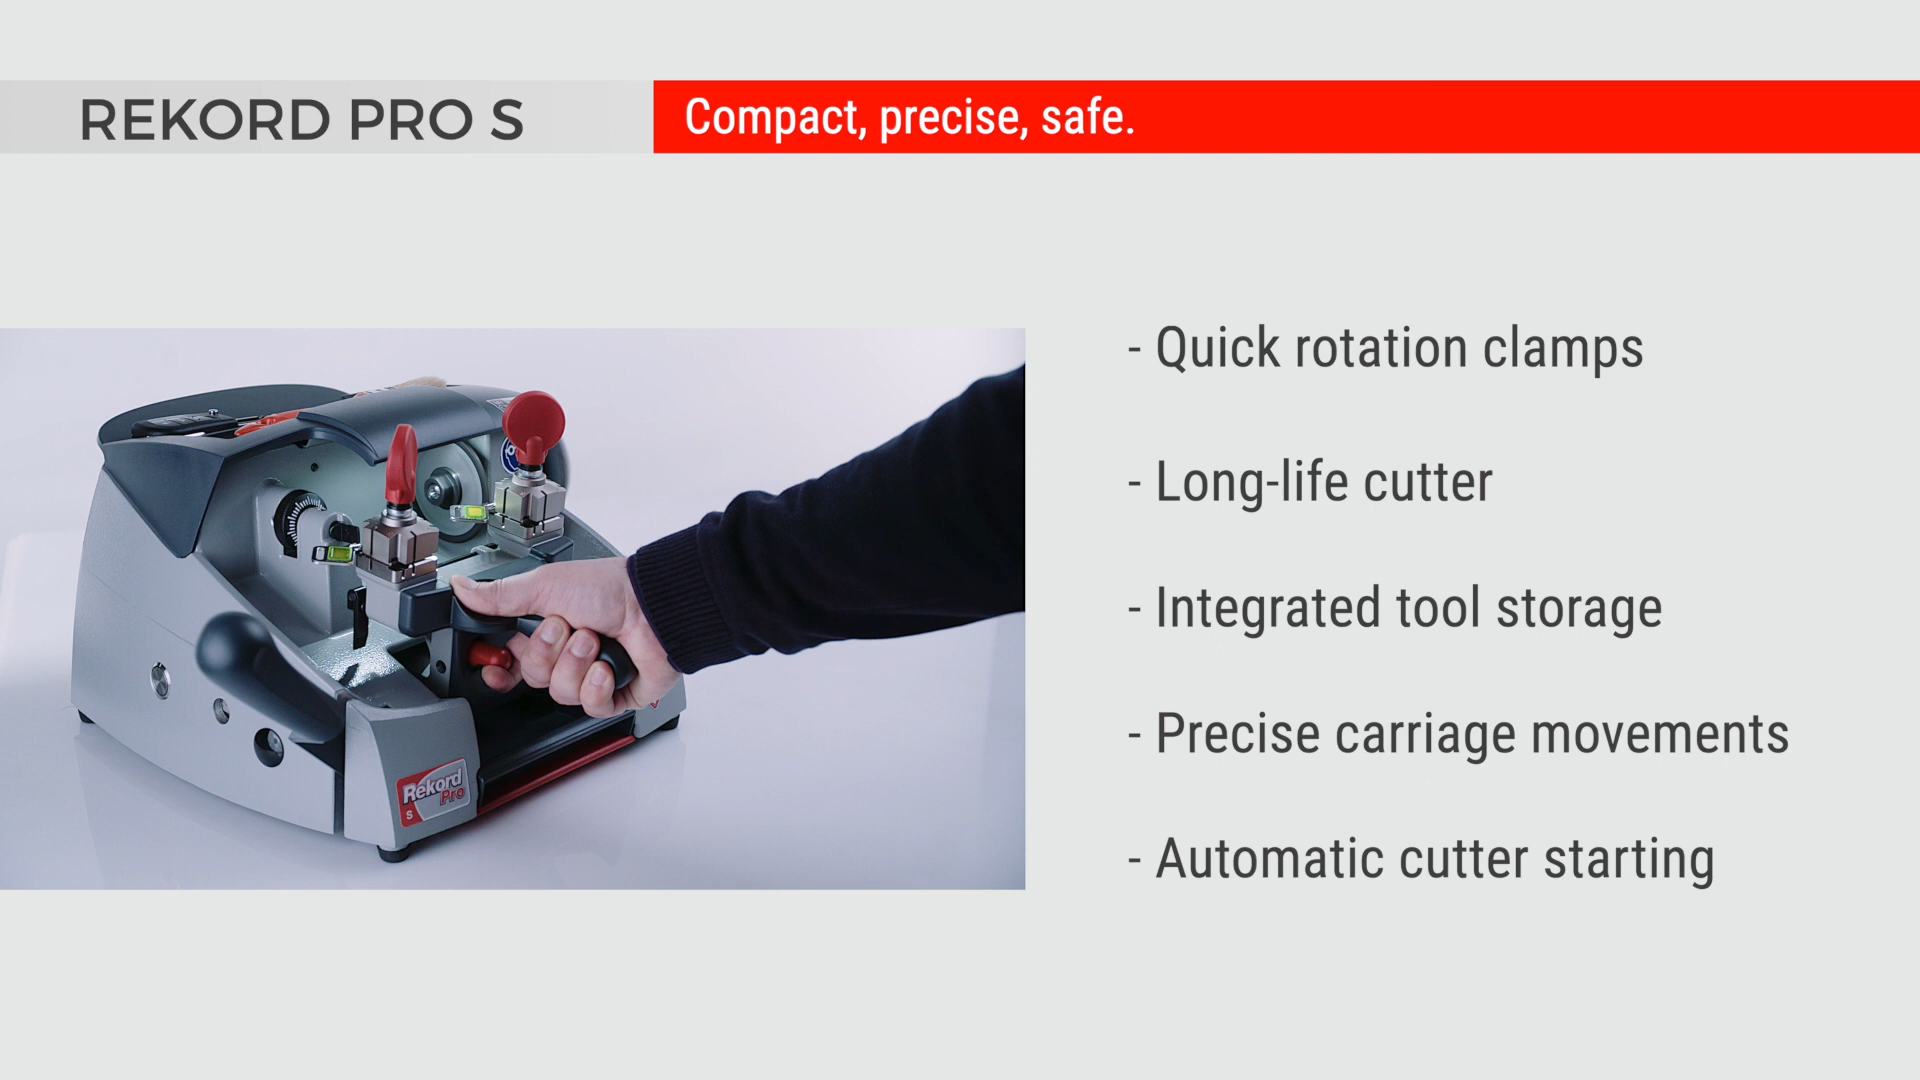 REKORD PRO S
Compact, precise, safe.
- Quick rotation clamps
- Long-life cutter
- Integrated tool storage
- Precise carriage movements
- Automatic cutter starting
Rekord
Pro
S